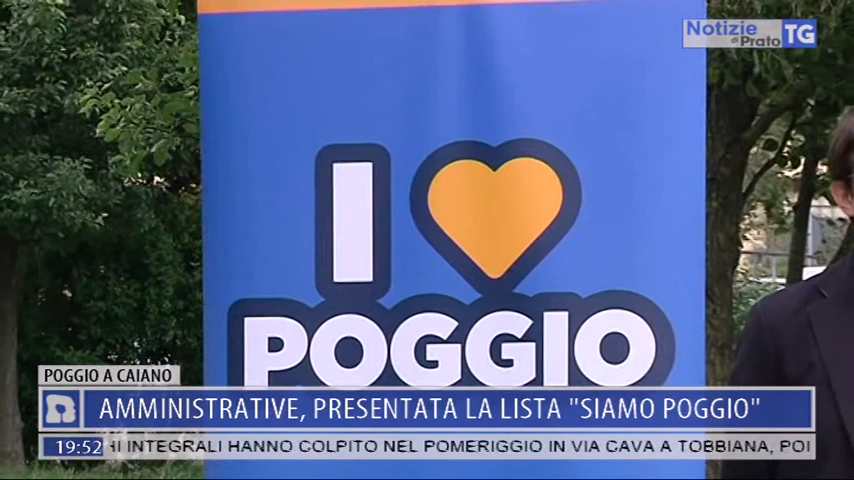 Notizie
di Prato TG
I
POGGIO
POGGIO A CAIANO
AMMINISTRATIVE, PRESENTATA LA LISTA "SIAMO POGGIO"
19:52 INTEGRALI HANNO COLPITO NEL POMERIGGIO IN VIA CAVA A TOBBIANA, POI